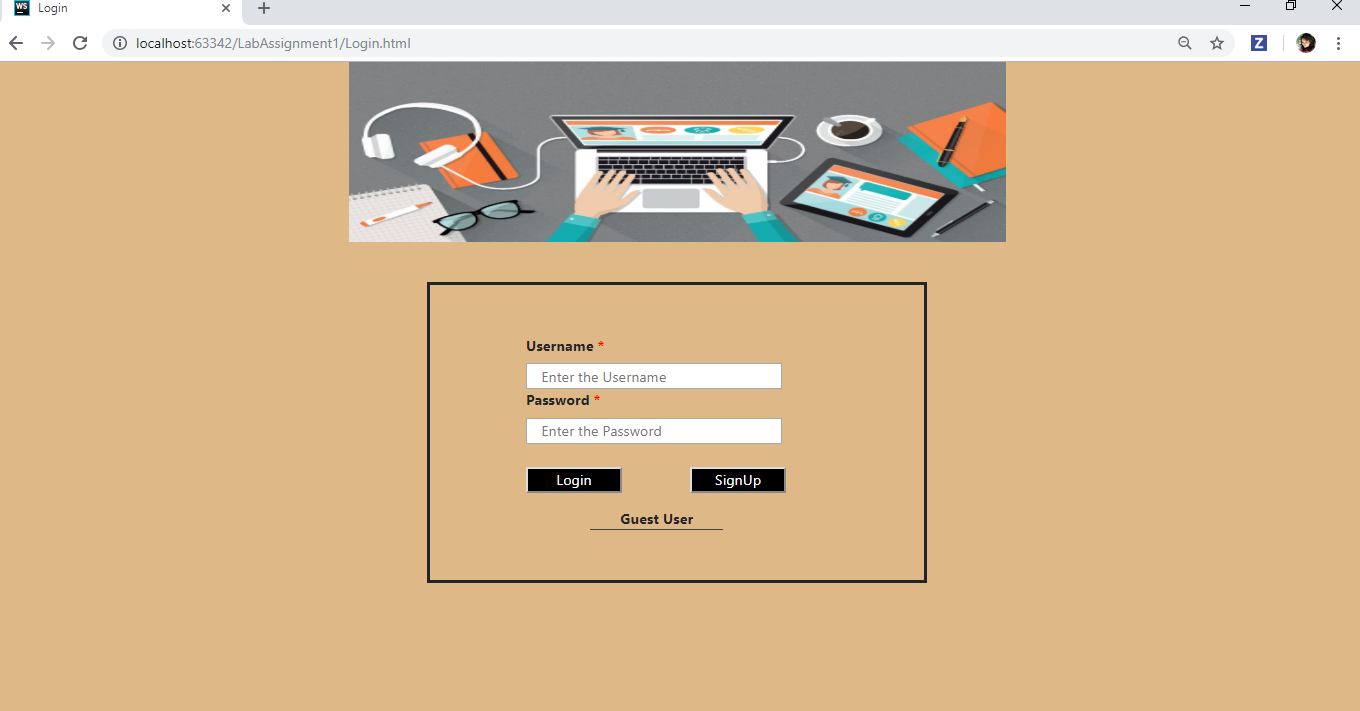 WS Login
localhost:63342/LabAssignment1/Login.html
Z
Username *
Enter the Username
Password *
Enter the Password
Login SignUp
Guest User